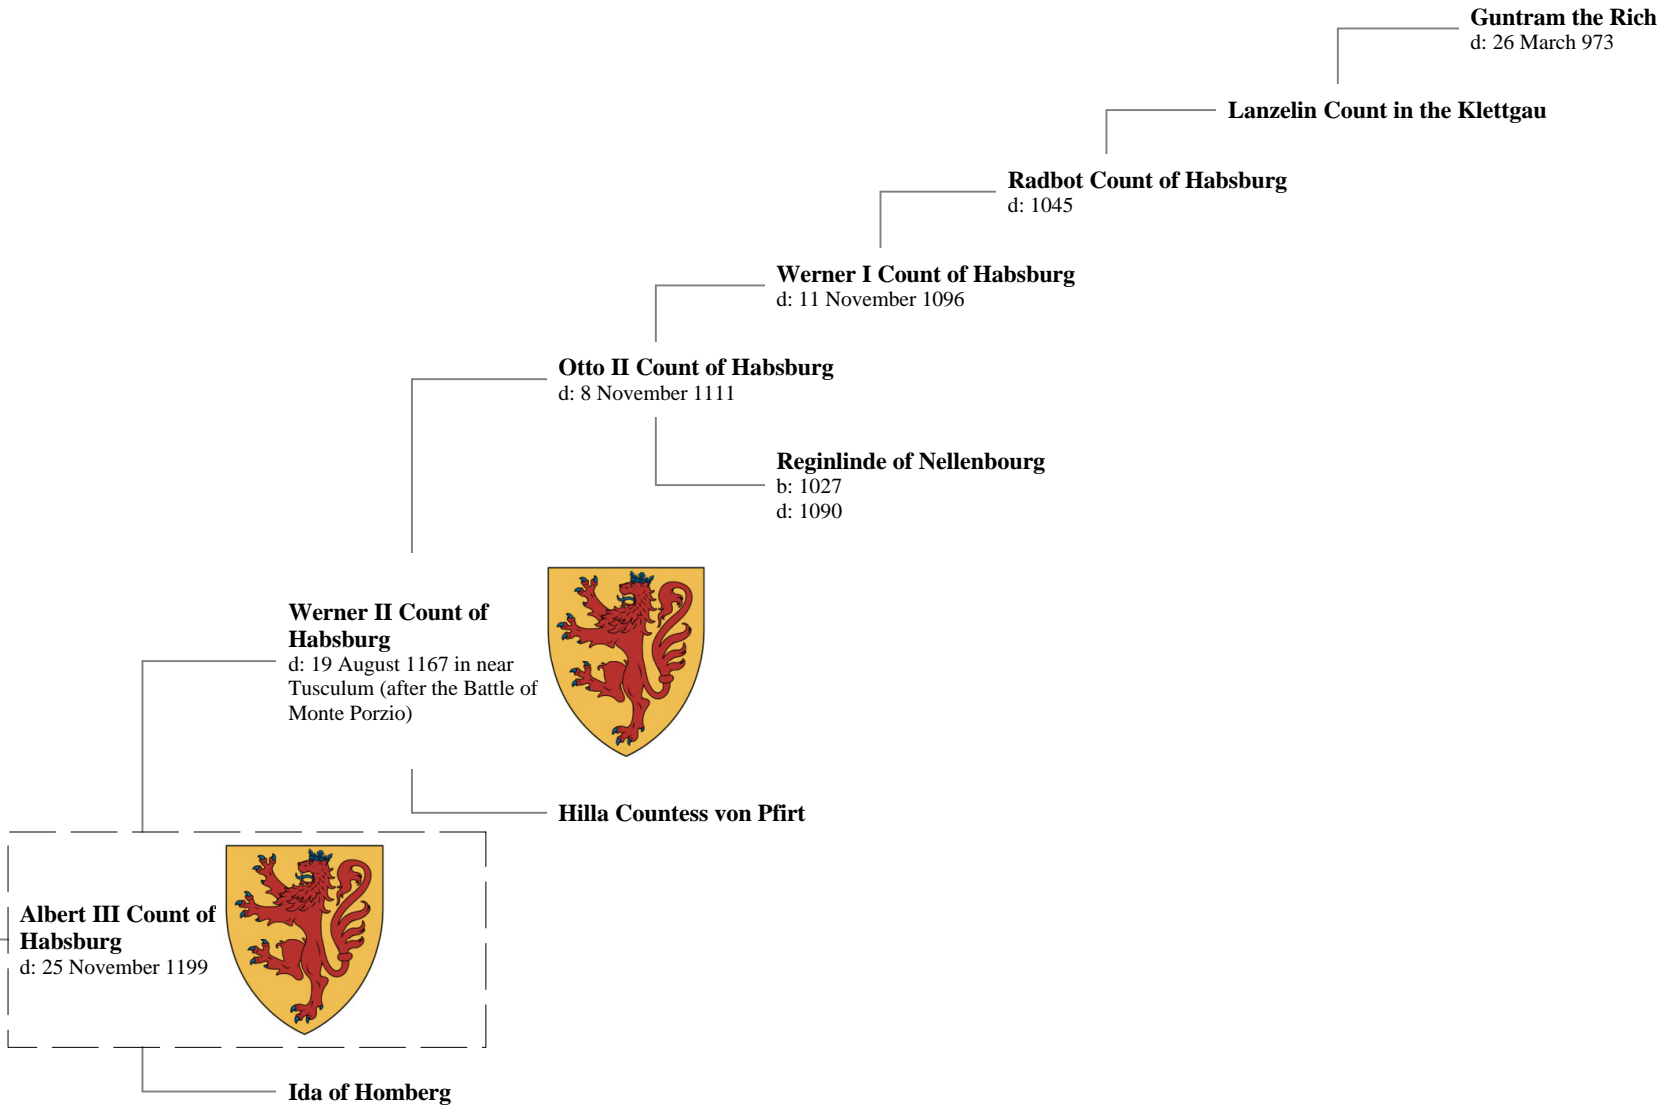 Guntram the Rich
d: 26 March 973
Lanzelin Count in the Klettgau
Radbot Count of Habsburg
d: 1045
Werner I Count of Habsburg
d: 11 November 1096
Otto II Count of Habsburg
d: 8 November 1111
Reginlinde of Nellenbourg
b: 1027
d: 1090
Werner II Count of
Habsburg
d: 19 August 1167 in near
Tusculum (after the Battle of
Monte Porzio)
Hilla Countess von Pfirt
Albert III Count of
Habsburg
d: 25 November 1199
Ida of Homberg